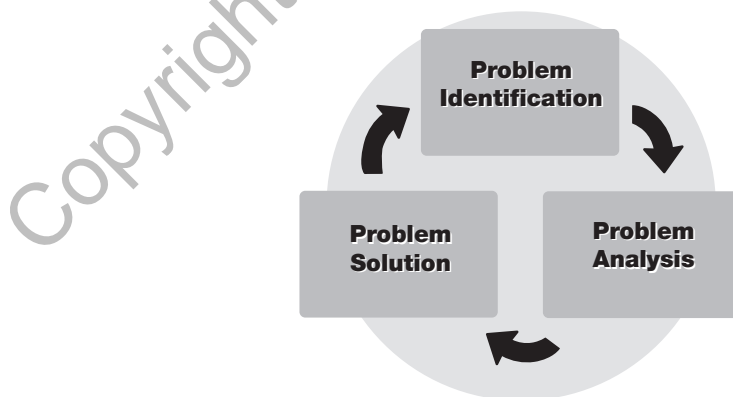 Copyright
Problem
Identification
Problem
Solution
Problem
Analysis